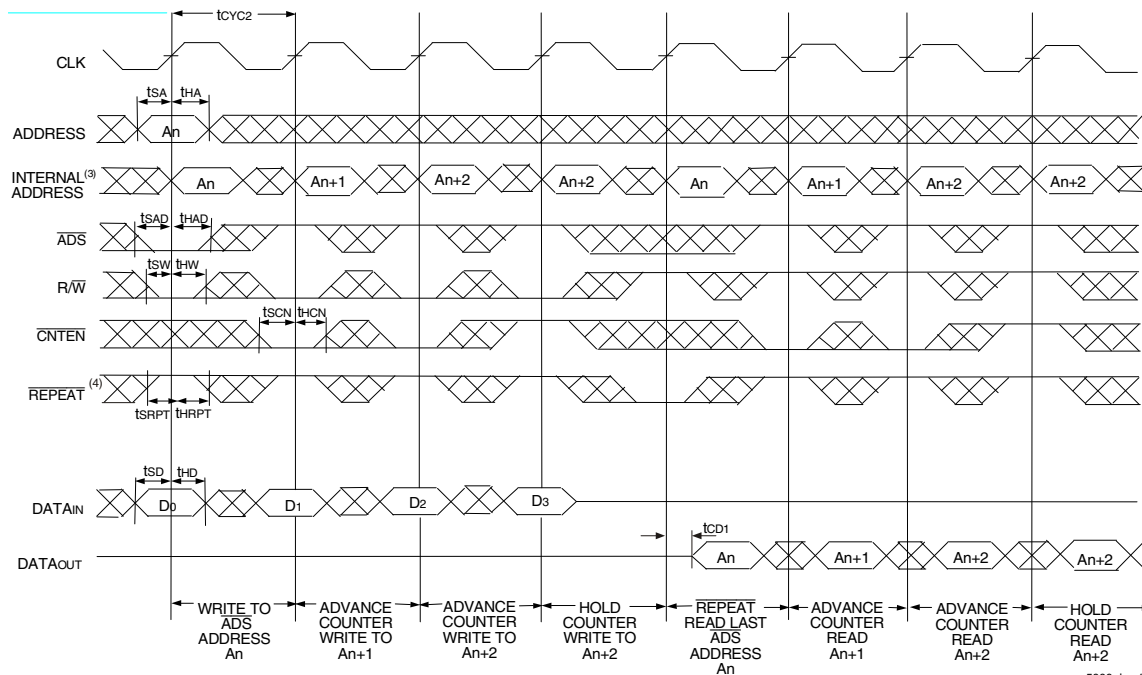 tCYC2
CLK
tSA tHA
ADDRESS An
INTERNAL(3) ADDRESS An An+1 An+2 An+2 An An+1 An+2 An+2
tSAD tHAD
ADS
tSW tHW
R/W
tSCN tHCN
CNTEN
REPEAT (4)
tSRPT tHRPT
tSD tHD
DATAIN D0 D1 D2 D3
tCD1
DATAOUT An An+1 An+2 An+2
WRITE TO ADS ADDRESS An
ADVANCE COUNTER WRITE TO An+1
ADVANCE COUNTER WRITE TO An+2
HOLD COUNTER WRITE TO An+2
REPEAT READ LAST ADS ADDRESS An
ADVANCE COUNTER READ An+1
ADVANCE COUNTER READ An+2
HOLD COUNTER READ An+2